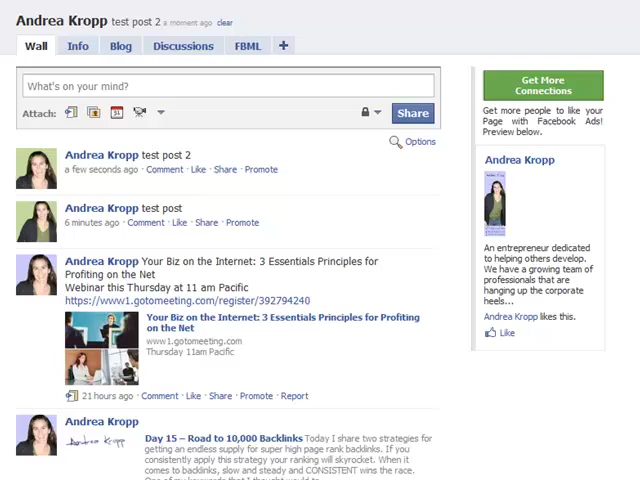 Andrea Kropp test post 2 a moment ago clear
Wall Info Blog Discussions FBML +
What's on your mind?
Attach: 31 Share
Options
Andrea Kropp test post 2
a few seconds ago · Comment · Like · Share · Promote
Andrea Kropp test post
6 minutes ago · Comment · Like · Share · Promote
Andrea Kropp Your Biz on the Internet: 3 Essentials Principles for
Profiting on the Net
Webinar this Thursday at 11 am Pacific
https://www1.gotomeeting.com/register/392794240
Your Biz on the Internet: 3 Essentials Principles for Profiting
on the Net
www1.gotomeeting.com
Thursday 11am Pacific
21 hours ago · Comment · Like · Share · Promote · Report
Andrea Kropp
Andrea Kropp
Day 15 – Road to 10,000 Backlinks Today I share two strategies for
getting an endless supply for super high page rank backlinks. If you
consistently apply this strategy your ranking will skyrocket. When it
comes to backlinks, slow and steady and CONSISTENT wins the race.
Get More
Connections
Get more people to like your
Page with Facebook Ads!
Preview below.
Andrea Kropp
An entrepreneur dedicated
to helping others develop.
We have a growing team of
professionals that are
hanging up the corporate
heels...
Andrea Kropp likes this.
Like